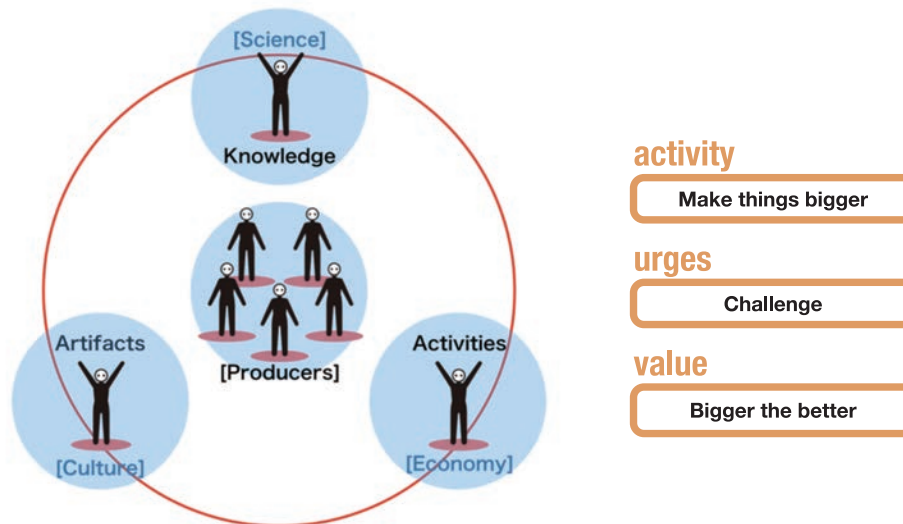 [Science]
Knowledge
Artifacts
Activities
[Producers]
[Culture]
[Economy]
activity
Make things bigger
urges
Challenge
value
Bigger the better